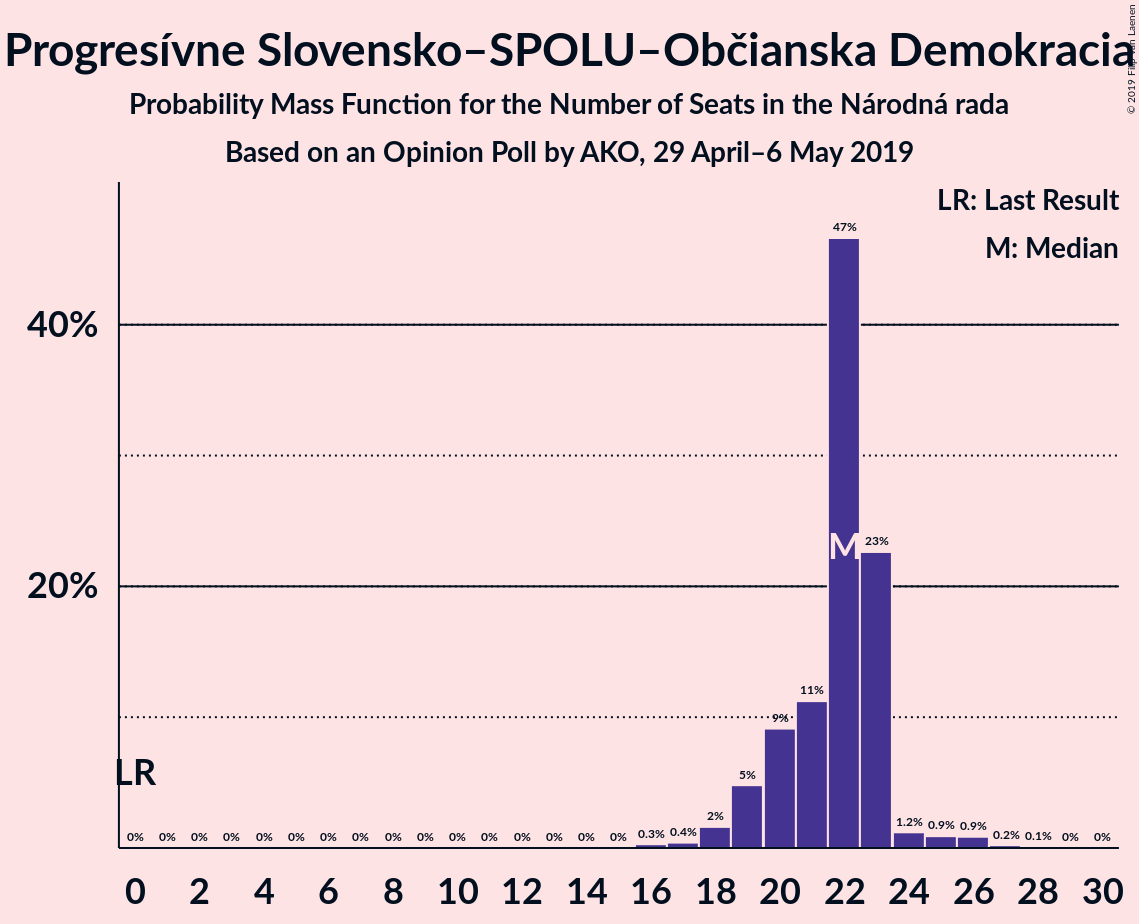 Progresívne Slovensko–SPOLU–Občianska Demokracia
Probability Mass Function for the Number of Seats in the Národná rada
Based on an Opinion Poll by AKO, 29 April–6 May 2019
© 2019 Filip van Laenen
LR: Last Result
M: Median
47%
40%
M 23%
20%
11%
9%
LR
5%
2%
0% 0% 0% 0% 0% 0% 0% 0% 0% 0% 0% 0% 0% 0% 0% 0% 0.3% 0.4% 1.2% 0.9% 0.9% 0.2% 0.1% 0% 0%
0 2 4 6 8 10 12 14 16 18 20 22 24 26 28 30